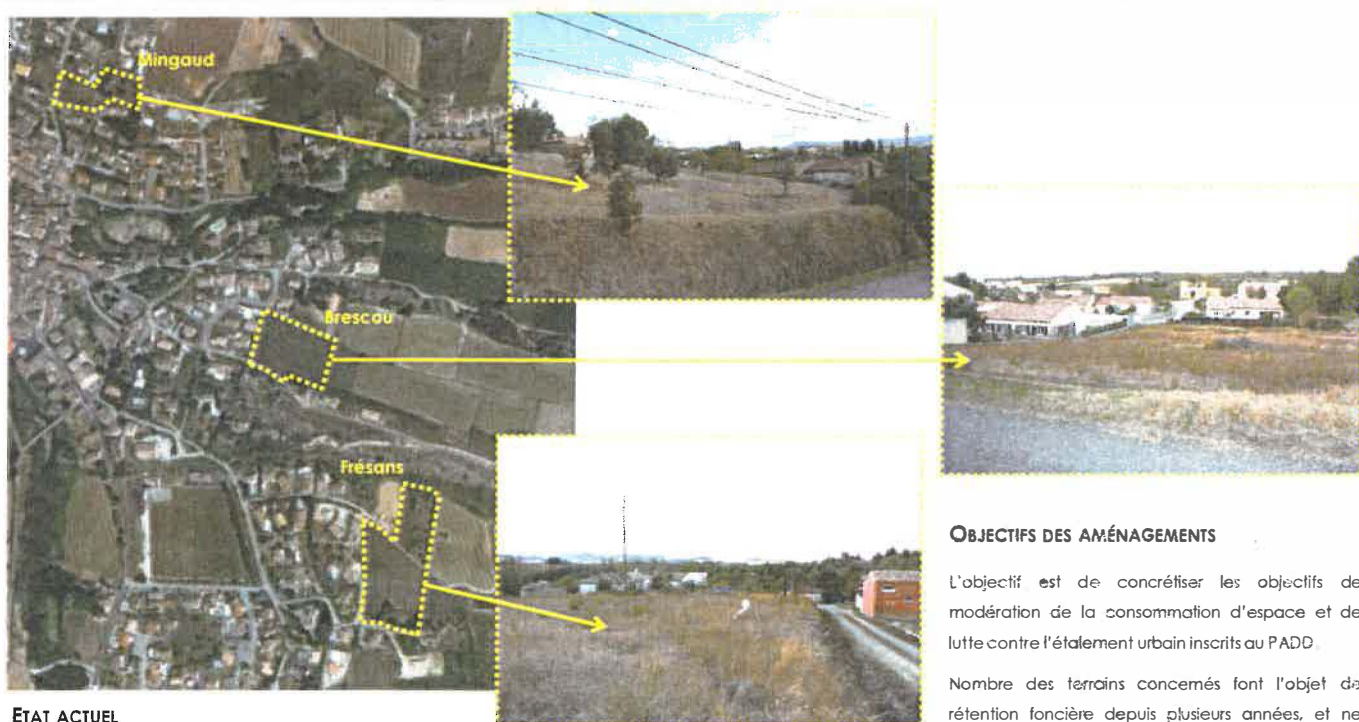 Mingaud
Brescou
Frésans
OBJECTIFS DES AMÉNAGEMENTS
L'objectif est de concrétiser les objectifs de
modération de la consommation d'espace et de
lutte contre l'étalement urbain inscrits au PADD.
Nombre des terrains concernés font l'objet de
rétention foncière depuis plusieurs années, et ne
ETAT ACTUEL